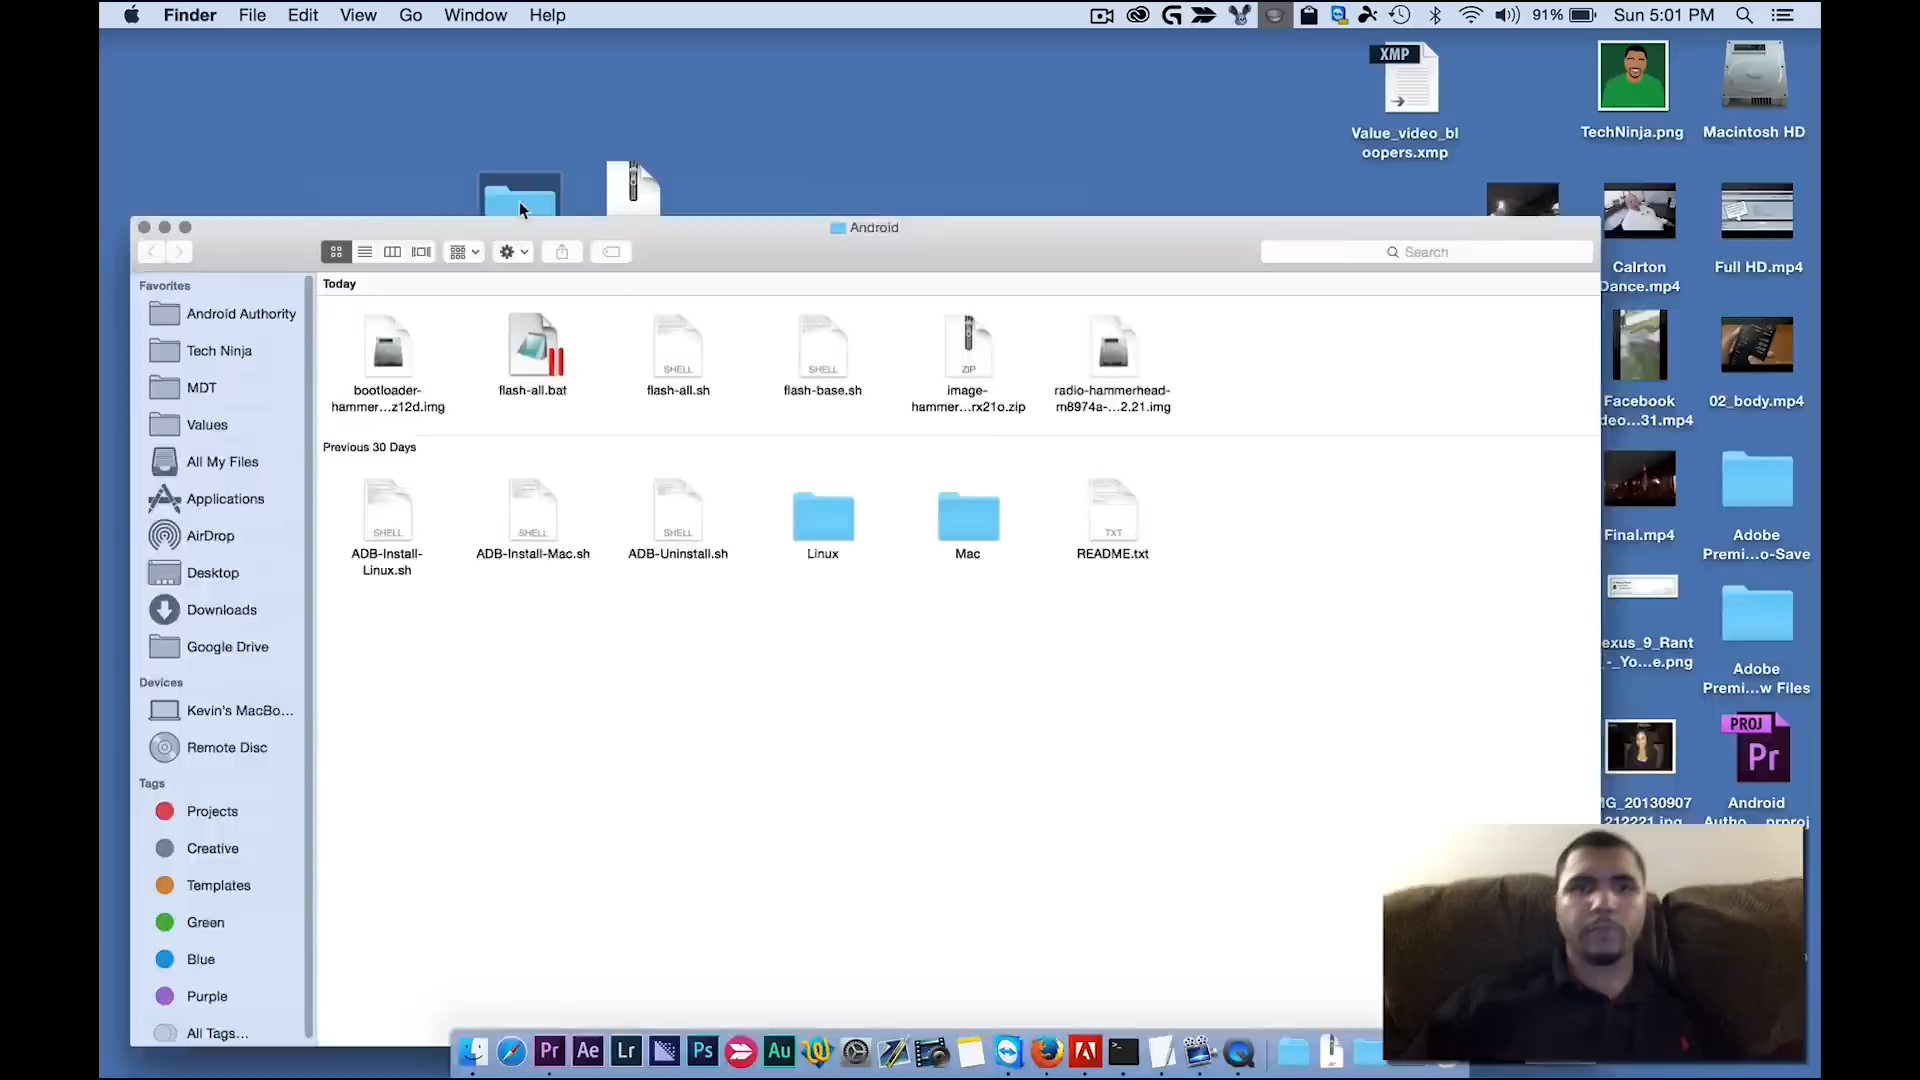 Finder File Edit View Go Window Help 91% Sun 5:01 PM
XMP
Value_video_bl
oopers.xmp
TechNinja.png
Macintosh HD
Android
Search
Favorites
Android Authority
Tech Ninja
MDT
Values
All My Files
Applications
AirDrop
Desktop
Downloads
Google Drive
Devices
Kevin's MacBo...
Remote Disc
Tags
Projects
Creative
Templates
Green
Blue
Purple
All Tags...
Today
SHELL
SHELL
ZIP
bootloader-
hammer...z12d.img
flash-all.bat
flash-all.sh
flash-base.sh
image-
hammer...rx21o.zip
radio-hammerhead-
m8974a-...2.21.img
Previous 30 Days
SHELL
SHELL
SHELL
TXT
ADB-Install-
Linux.sh
ADB-Install-Mac.sh
ADB-Uninstall.sh
Linux
Mac
README.txt
Calrton
Dance.mp4
Full HD.mp4
Facebook
deo...31.mp4
02_body.mp4
Final.mp4
Adobe
Premi...o-Save
exus_9_Rant
_-_Yo...e.png
Adobe
Premi...w Files
PROJ
Pr
IG_20130907
212221.jpg
Android
Autho....prproj
Pr Ae Lr Ps Au